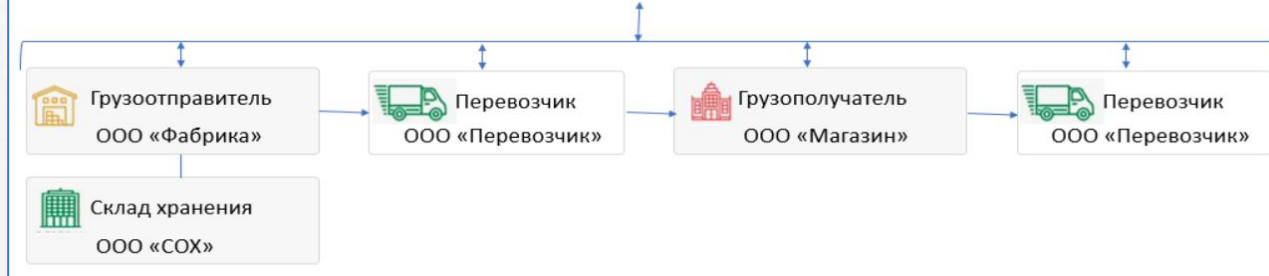 Грузоотправитель
ООО «Фабрика»
Перевозчик
ООО «Перевозчик»
Грузополучатель
ООО «Магазин»
Перевозчик
ООО «Перевозчик»
Склад хранения
ООО «СОХ»